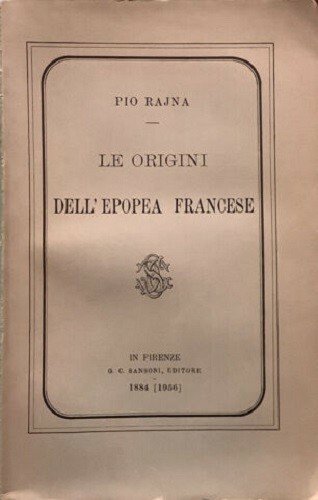 PIO RAJNA
LE ORIGINI
DELL'EPOPEA FRANCESE
IN FIRENZE
G. C. SANSONI, EDITORE
1884 [1956]